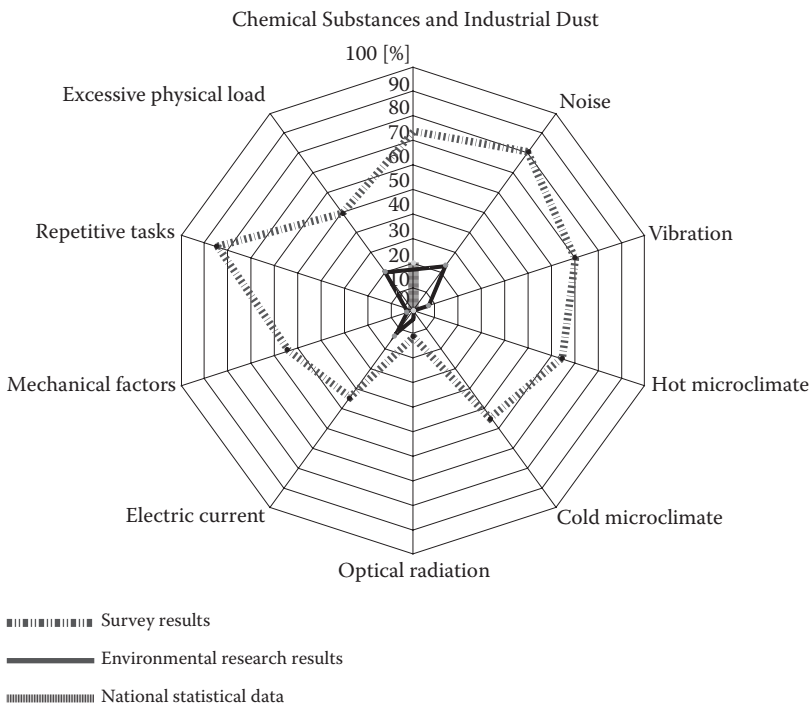 Chemical Substances and Industrial Dust
100 [%]
90
80
70
60
50
40
30
20
10
0
Noise
Vibration
Hot microclimate
Cold microclimate
Optical radiation
Electric current
Mechanical factors
Repetitive tasks
Excessive physical load
Survey results
Environmental research results
National statistical data